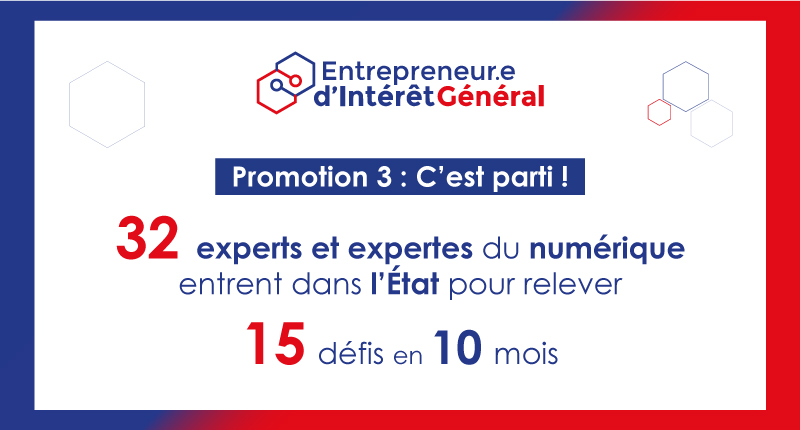 Entrepreneur.e
d'IntérêtGénéral
Promotion 3 : C'est parti !
32 experts et expertes du numérique
entrent dans l'État pour relever
15 défis en 10 mois